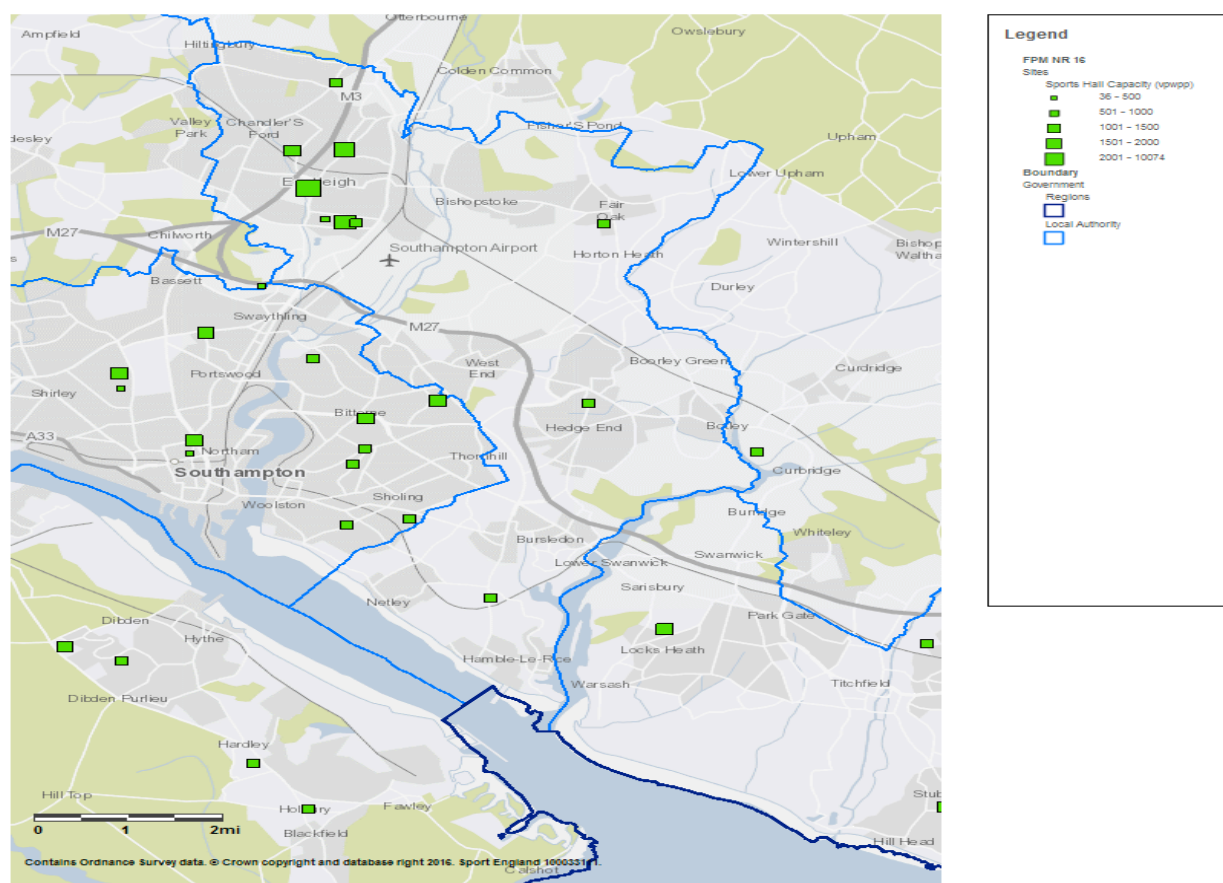 Otterbourne
Ampfield
Hiltingbury
Owslebury
Colden Common
M3
Valley
Park
Chandler'S
Ford
Fisher'S Pond
Upham
Lower Upham
Bishopstoke
Fair
Oak
M27
Chilworth
Southampton Airport
Horton Heath
Wintershill
Bishop
Waltha
Bassett
Durley
Swaythling
M27
West
End
Boorley Green
Curdridge
Portswood
Shirley
Bitterne
Hedge End
Botley
A33
Northam
Thornhill
Curbridge
Southampton
Sholing
Woolston
Burridge
Whiteley
Bursledon
Swanwick
Lower Swanwick
Sarisbury
Netley
Park Gate
Dibden
Hythe
Hamble-Le-Rice
Locks Heath
Warsash
Titchfield
Dibden Purlieu
Hardley
Hill Top
Fawley
Stub
Blackfield
Hill Head
Calshot
0 1 2mi
Contains Ordnance Survey data. © Crown copyright and database right 2016. Sport England
Legend
FPM NR 16
Sites
Sports Hall Capacity (vpwpp)
36 - 500
501 - 1000
1001 - 1500
1501 - 2000
2001 - 10074
Boundary
Government
Regions
Local Authority